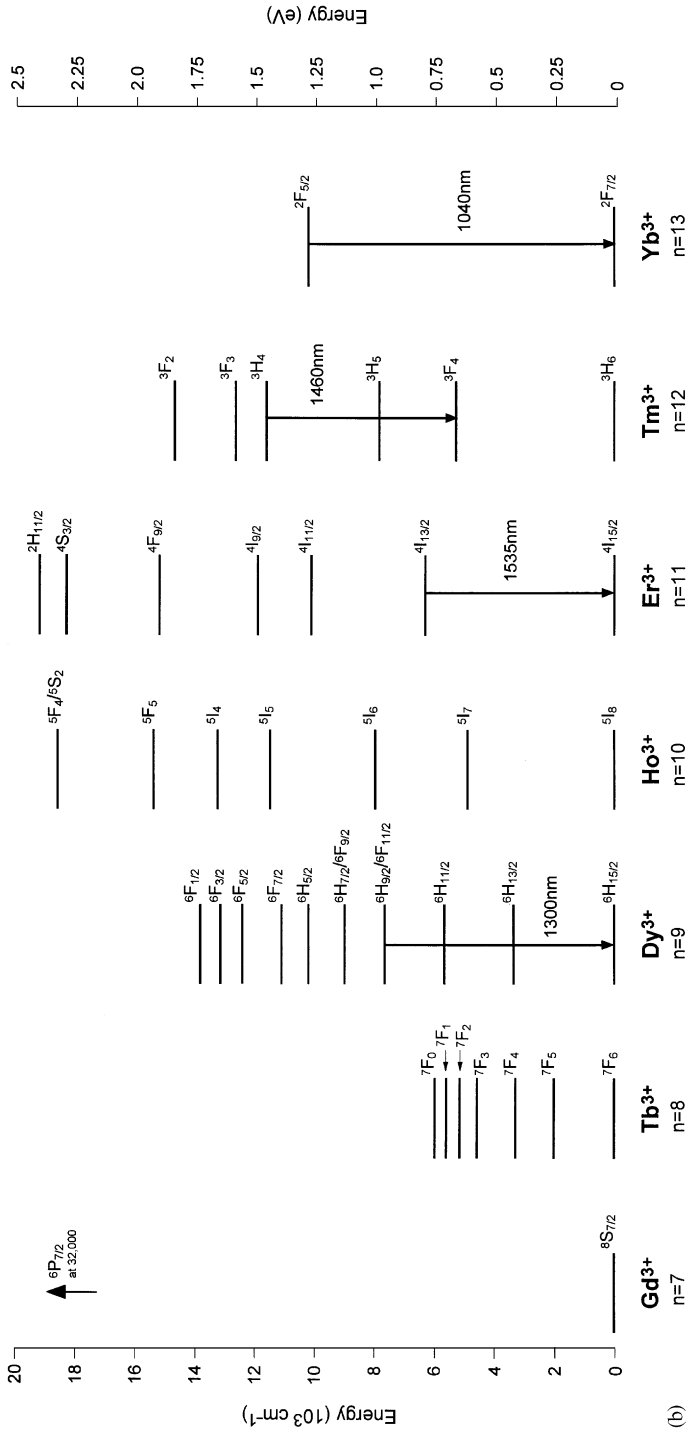 Energy (10³ cm⁻¹)
20
18
16
14
12
10
8
6
4
2
0
⁶P₇/₂
at 32,000
⁸S₇/₂
Gd³⁺
n=7
⁷F₀
⁷F₁
⁷F₂
⁷F₃
⁷F₄
⁷F₅
⁷F₆
Tb³⁺
n=8
⁶F₁/₂
⁶F₃/₂
⁶F₅/₂
⁶F₇/₂
⁶H₅/₂
⁶H₇/₂/⁶F₉/₂
⁶H₉/₂/⁶F₁₁/₂
⁶H₁₁/₂
⁶H₁₃/₂
1300nm
⁶H₁₅/₂
Dy³⁺
n=9
⁵F₄/⁵S₂
⁵F₅
⁵I₄
⁵I₅
⁵I₆
⁵I₇
⁵I₈
Ho³⁺
n=10
²H₁₁/₂
⁴S₃/₂
⁴F₉/₂
⁴I₉/₂
⁴I₁₁/₂
⁴I₁₃/₂
1535nm
⁴I₁₅/₂
Er³⁺
n=11
³F₂
³F₃
³H₄
1460nm
³H₅
³F₄
³H₆
Tm³⁺
n=12
²F₅/₂
1040nm
²F₇/₂
Yb³⁺
n=13
2.5
2.25
2.0
1.75
1.5
1.25
1.0
0.75
0.5
0.25
0
Energy (eV)
(b)